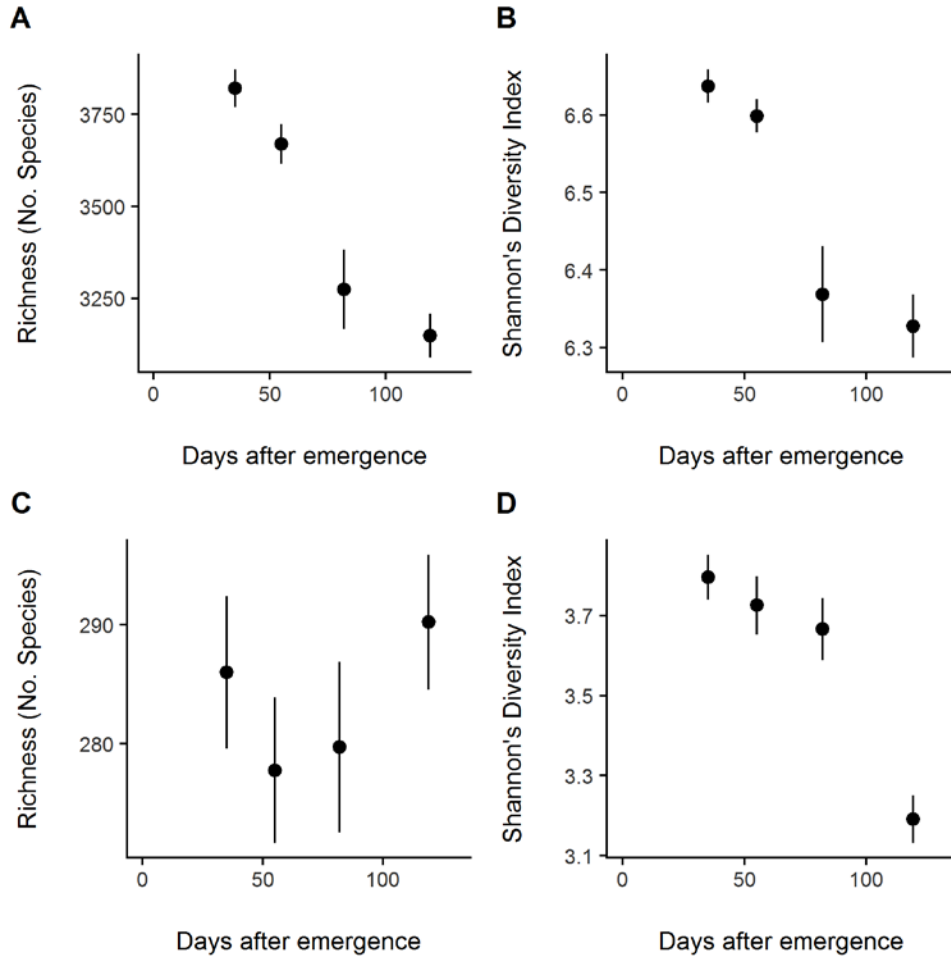 A
Richness (No. Species)
3750
3500
3250
0 50 100
Days after emergence
B
Shannon's Diversity Index
6.6
6.5
6.4
6.3
0 50 100
Days after emergence
C
Richness (No. Species)
290
280
0 50 100
Days after emergence
D
Shannon's Diversity Index
3.7
3.5
3.3
3.1
0 50 100
Days after emergence